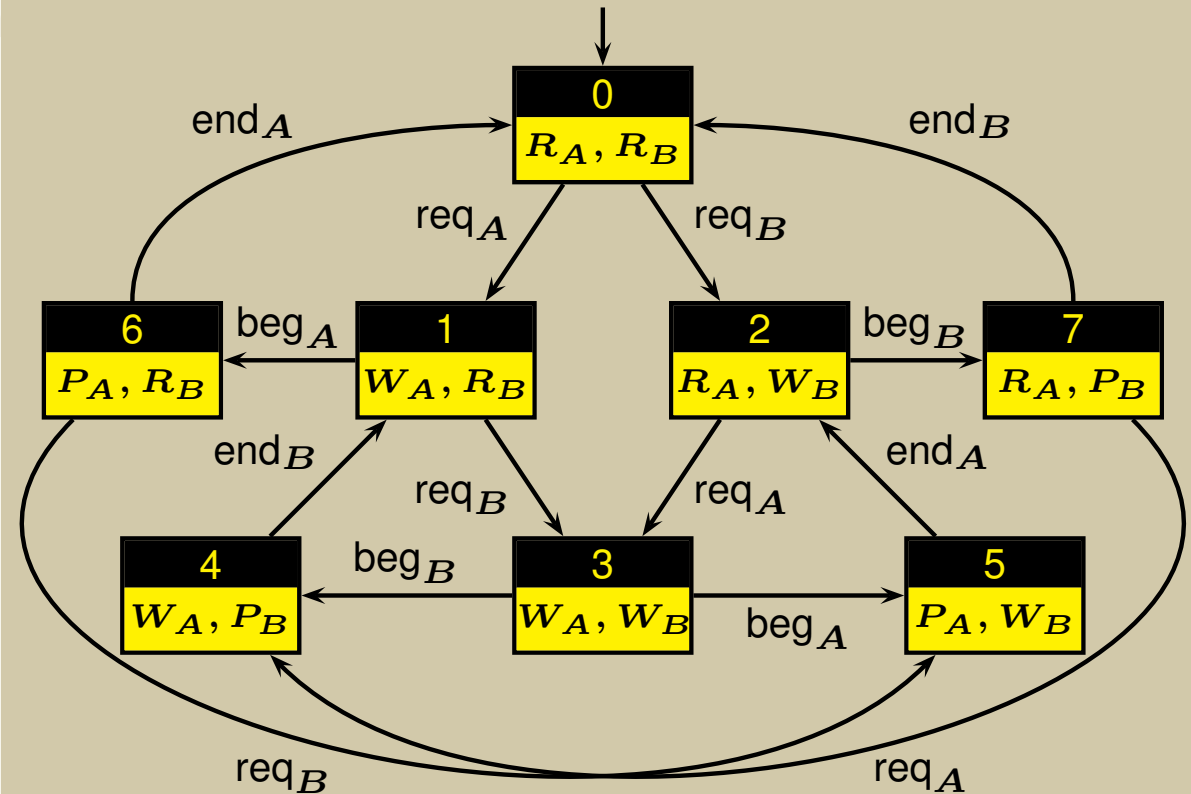 0
R_A, R_B
end_A
end_B
req_A
req_B
6
P_A, R_B
beg_A
1
W_A, R_B
2
R_A, W_B
beg_B
7
R_A, P_B
end_B
req_B
req_A
end_A
4
W_A, P_B
beg_B
3
W_A, W_B
beg_A
5
P_A, W_B
req_B
req_A